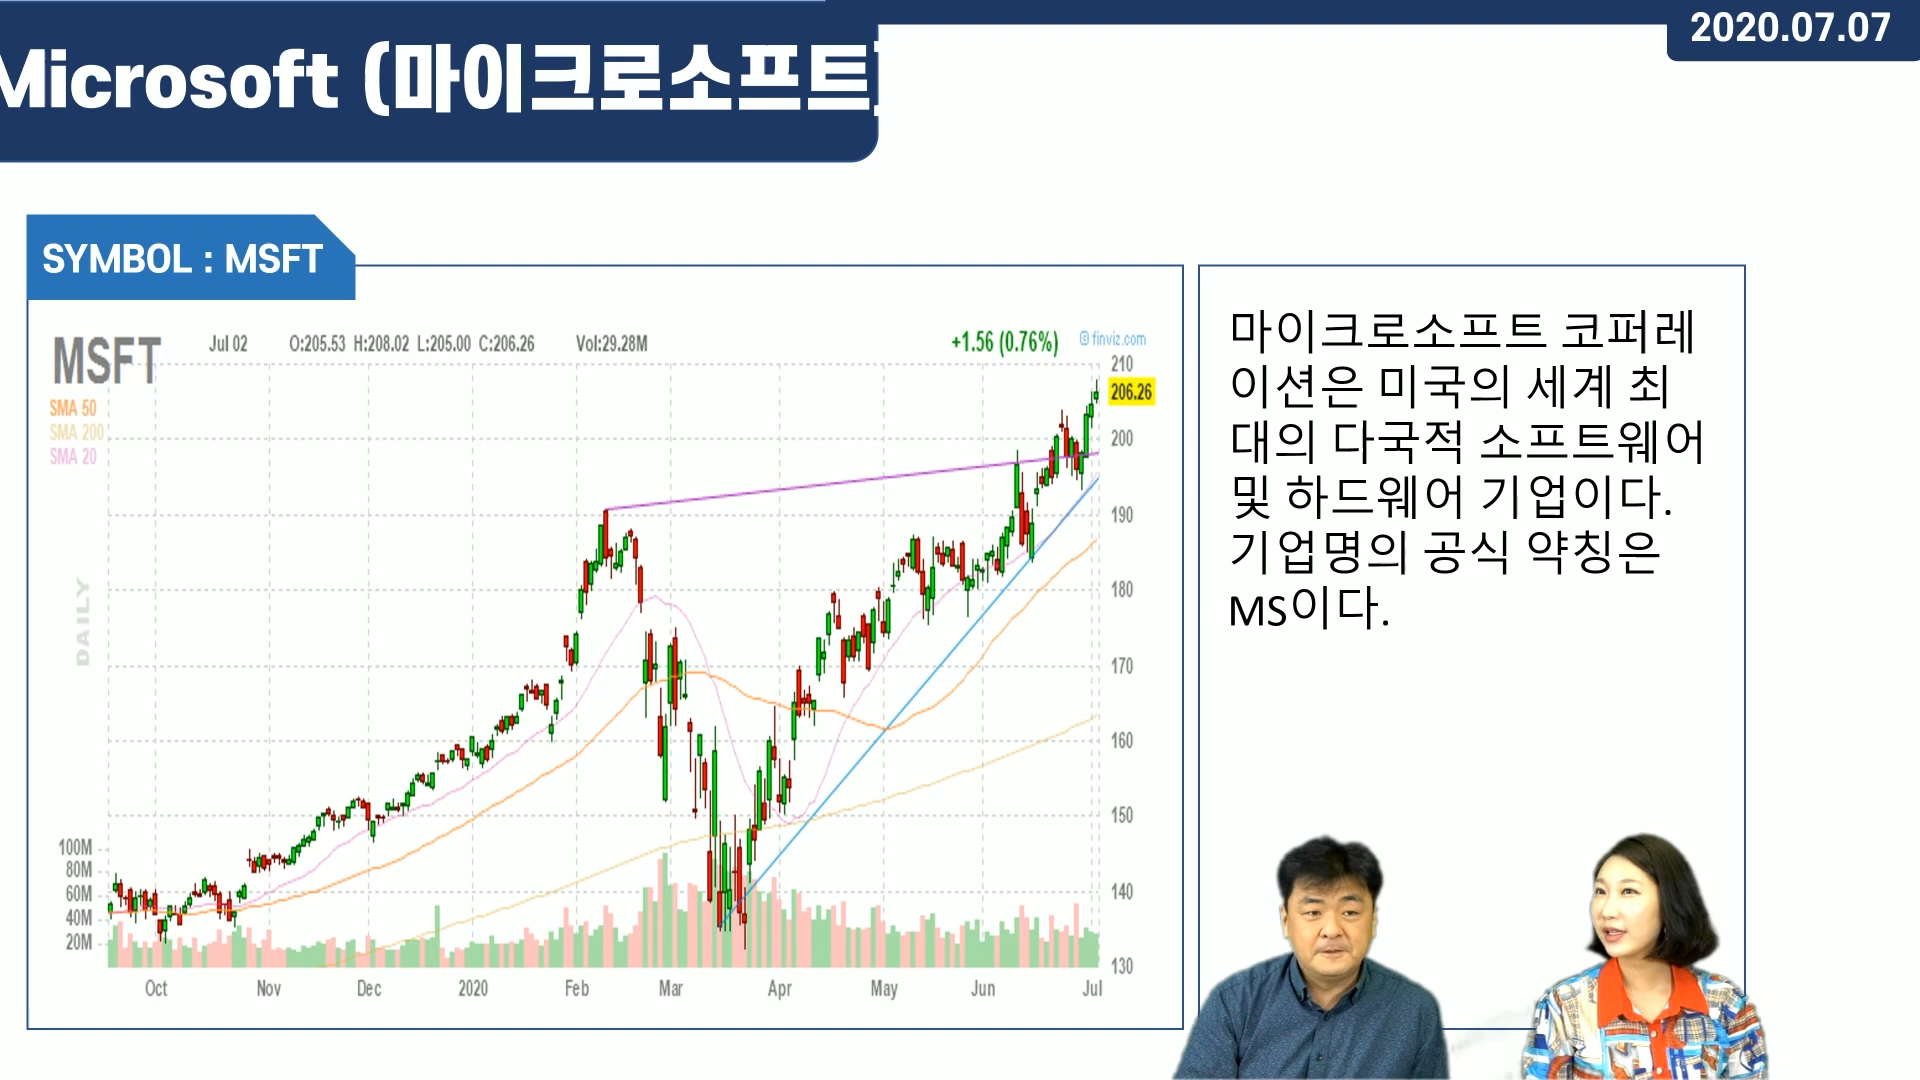 2020.07.07
Microsoft (마이크로소프트)
SYMBOL : MSFT
MSFT
Jul 02 O:205.53 H:208.02 L:205.00 C:206.26 Vol:29.28M +1.56 (0.76%) © finviz.com
SMA 50
SMA 200
SMA 20
DAILY
210
206.26
200
190
180
170
160
150
140
130
100M
80M
60M
40M
20M
Oct Nov Dec 2020 Feb Mar Apr May Jun Jul
마이크로소프트 코퍼레
이션은 미국의 세계 최
대의 다국적 소프트웨어
및 하드웨어 기업이다.
기업명의 공식 약칭은
MS이다.